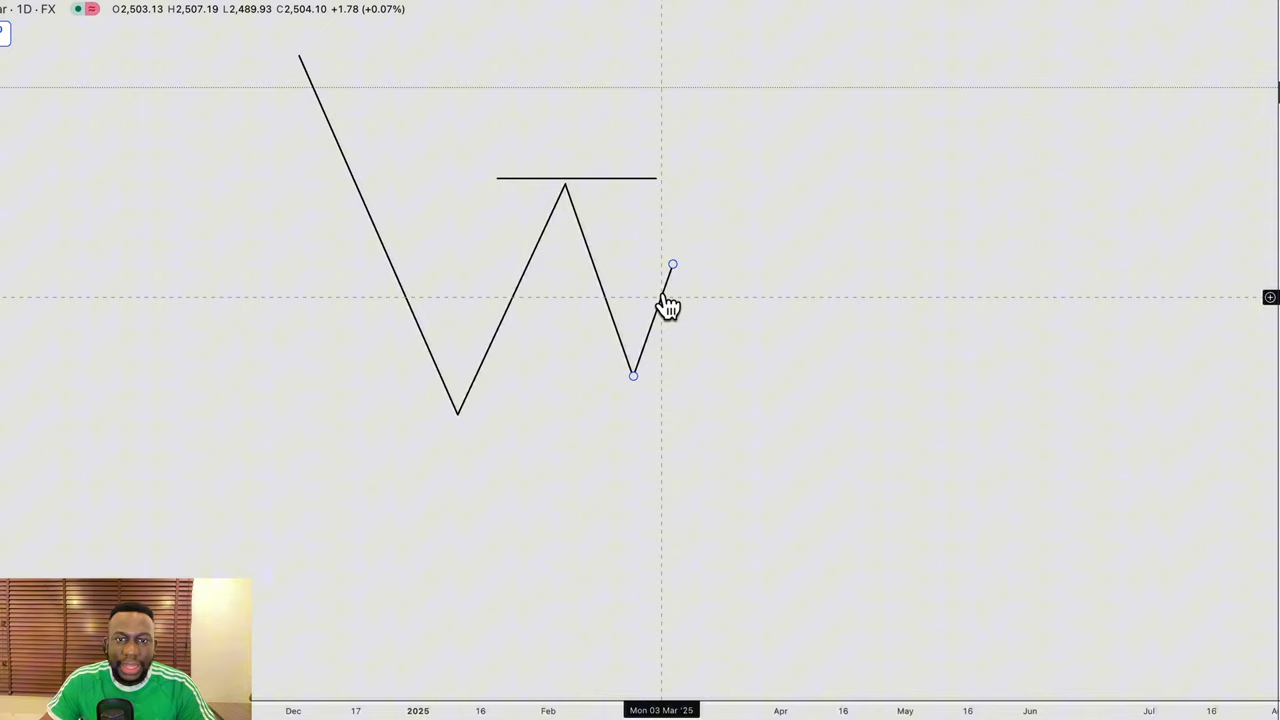 ar · 1D · FX O2,503.13 H2,507.19 L2,489.93 C2,504.10 +1.78 (+0.07%)
Dec 17 2025 16 Feb Mon 03 Mar '25 Apr 16 May 16 Jun Jul 16 A